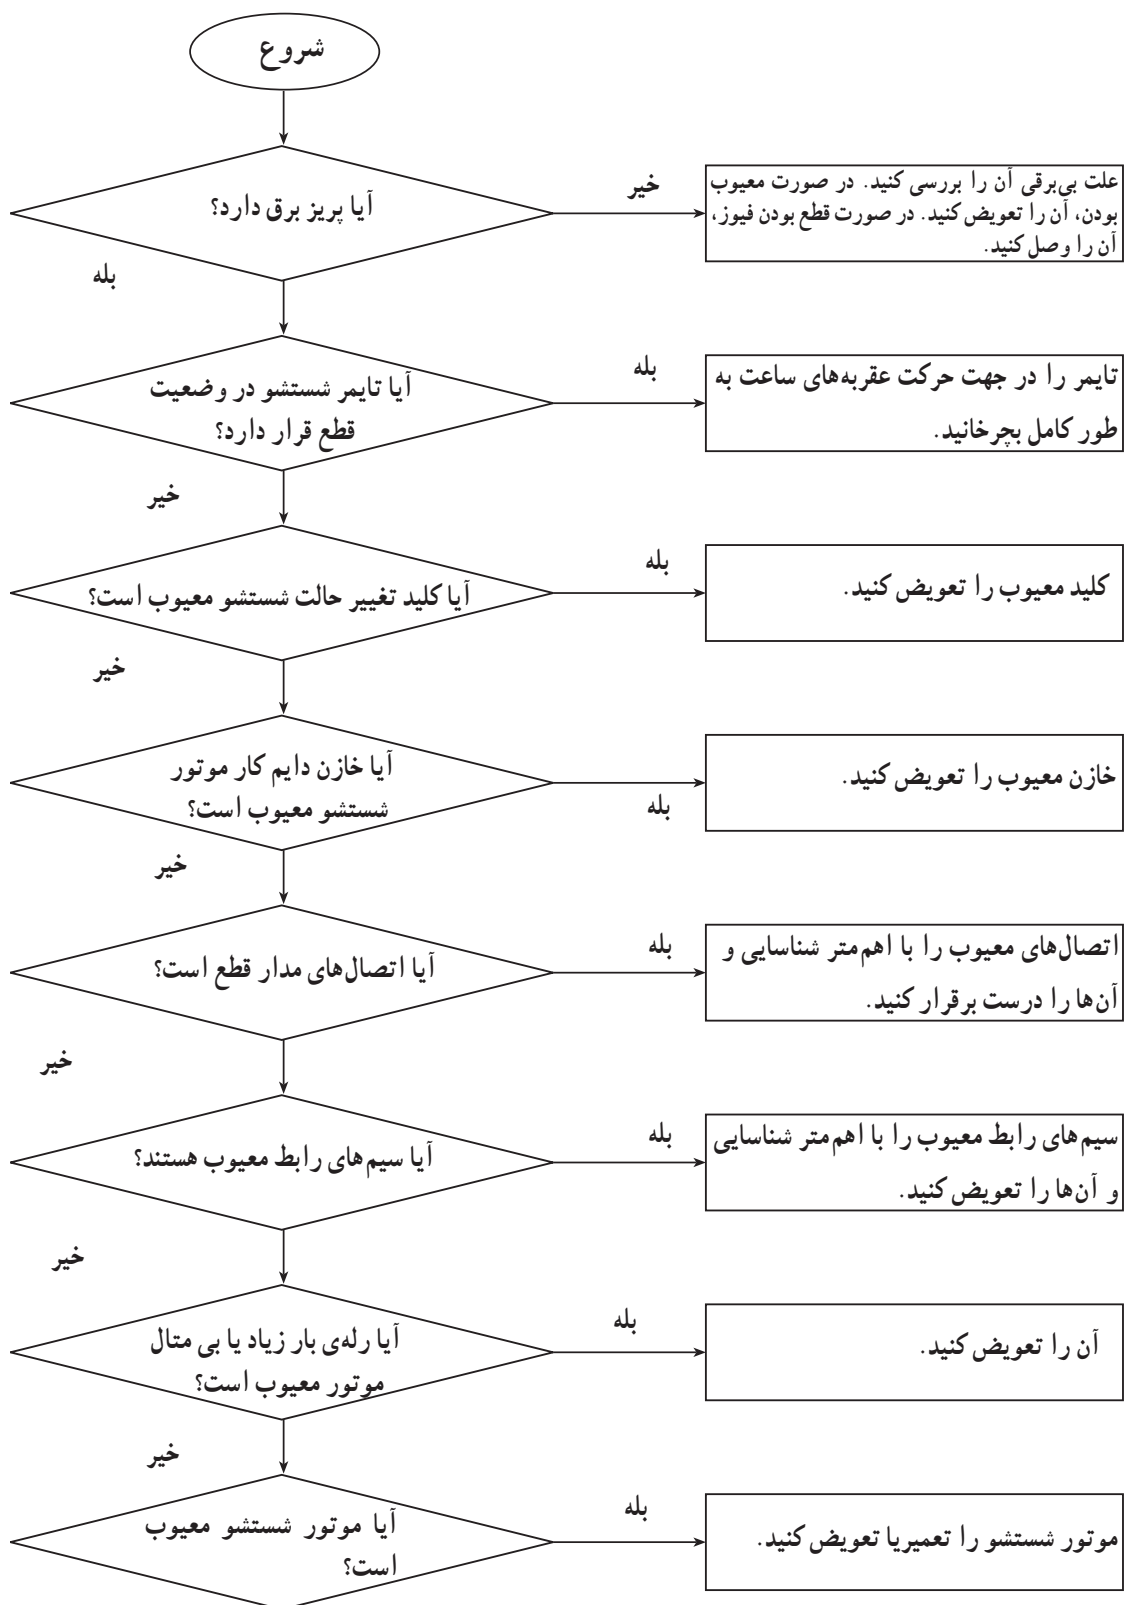 شروع
آیا پریز برق دارد؟
خیر
علت بی‌برقی آن را بررسی کنید. در صورت معیوب
بودن، آن را تعویض کنید. در صورت قطع بودن فیوز،
آن را وصل کنید.
بله
آیا تایمر شستشو در وضعیت
قطع قرار دارد؟
بله
تایمر را در جهت حرکت عقربه‌های ساعت به
طور کامل بچرخانید.
خیر
آیا کلید تغییر حالت شستشو معیوب است؟
بله
کلید معیوب را تعویض کنید.
خیر
آیا خازن دایم کار موتور
شستشو معیوب است؟
بله
خازن معیوب را تعویض کنید.
خیر
آیا اتصال‌های مدار قطع است؟
بله
اتصال‌های معیوب را با اهم‌متر شناسایی و
آن‌ها را درست برقرار کنید.
خیر
آیا سیم‌های رابط معیوب هستند؟
بله
سیم‌های رابط معیوب را با اهم‌متر شناسایی
و آن‌ها را تعویض کنید.
خیر
آیا رله‌ی بار زیاد یا بی متال
موتور معیوب است؟
بله
آن را تعویض کنید.
خیر
آیا موتور شستشو معیوب
است؟
بله
موتور شستشو را تعمیریا تعویض کنید.